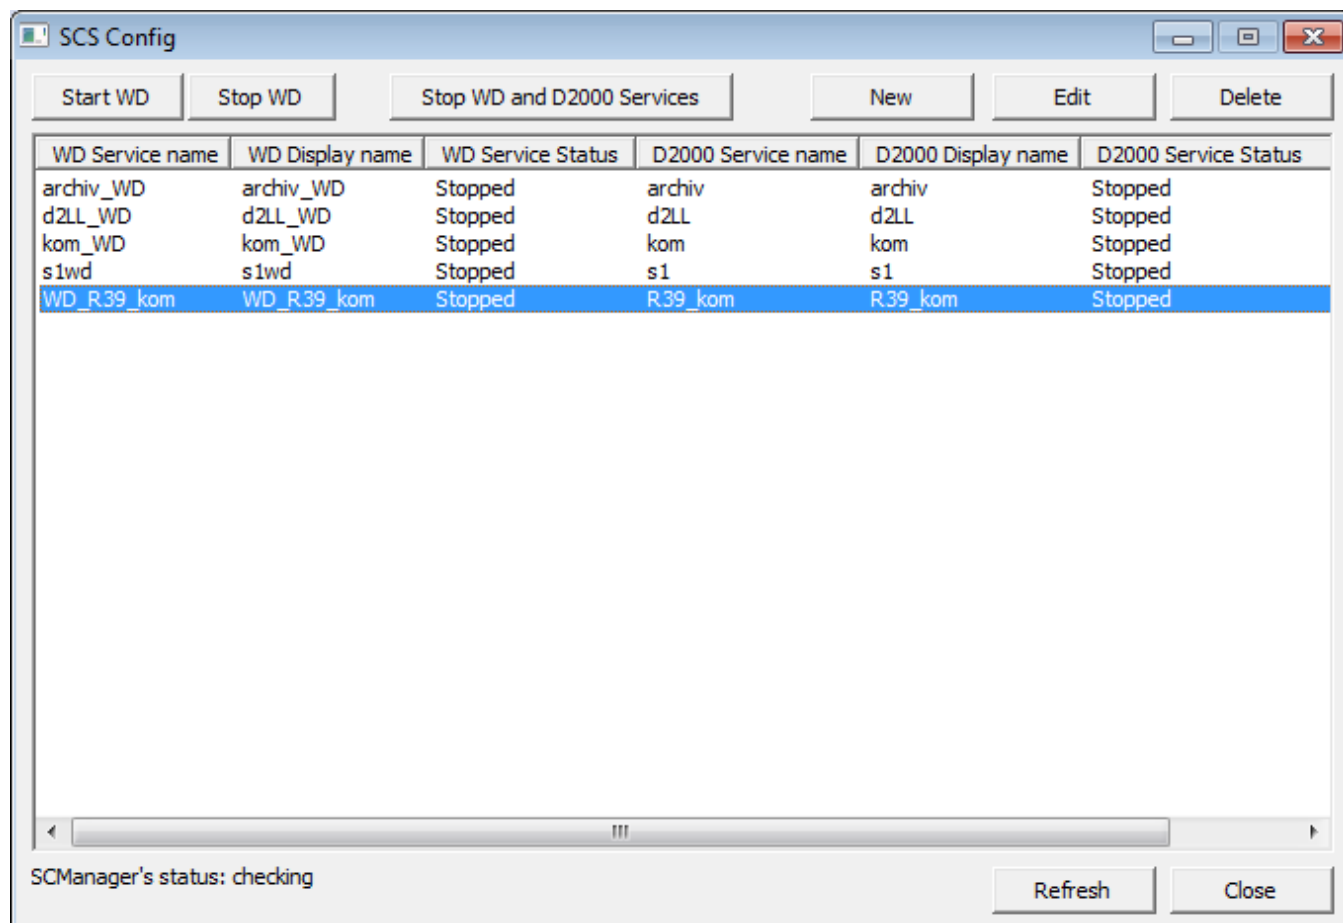 SCS Config
Start WD Stop WD Stop WD and D2000 Services New Edit Delete
WD Service name WD Display name WD Service Status D2000 Service name D2000 Display name D2000 Service Status
archiv_WD archiv_WD Stopped archiv archiv Stopped
d2LL_WD d2LL_WD Stopped d2LL d2LL Stopped
kom_WD kom_WD Stopped kom kom Stopped
s1wd s1wd Stopped s1 s1 Stopped
WD_R39_kom WD_R39_kom Stopped R39_kom R39_kom Stopped
SCManager's status: checking
Refresh Close